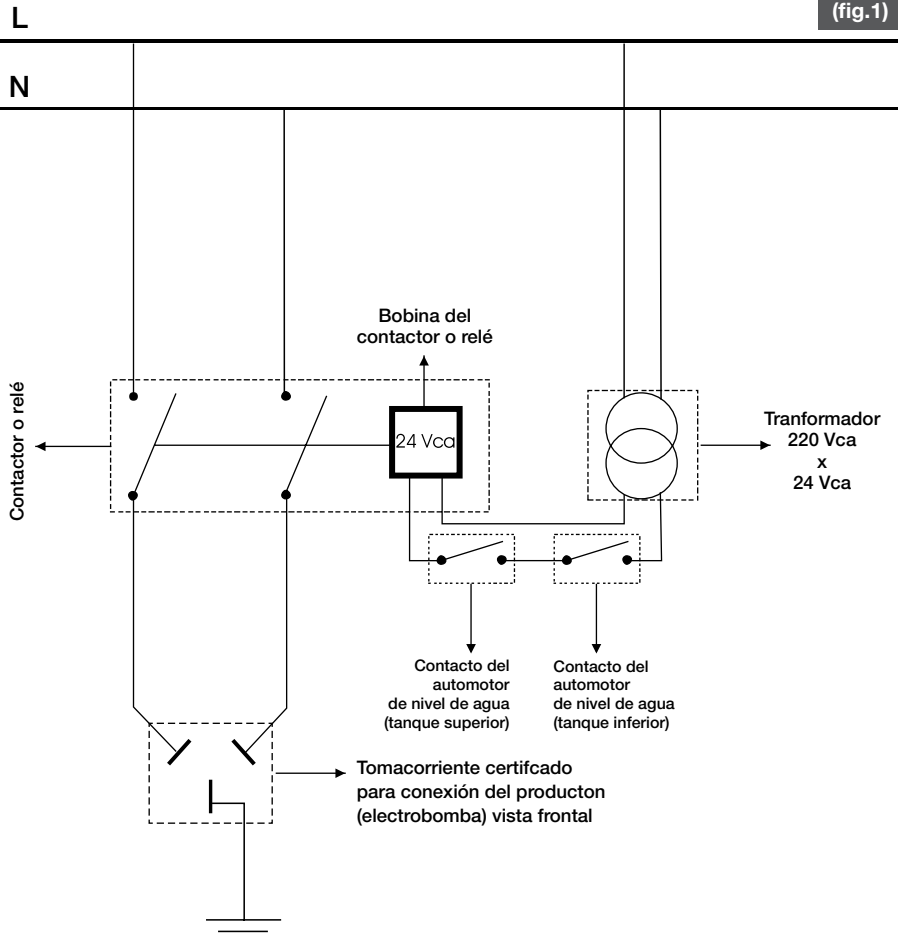 L
(fig.1)
N
Bobina del
contactor o relé
Contactor o relé
24 Vca
Tranformador
220 Vca
x
24 Vca
Contacto del
automotor
de nivel de agua
(tanque superior)
Contacto del
automotor
de nivel de agua
(tanque inferior)
Tomacorriente certifcado
para conexión del producton
(electrobomba) vista frontal